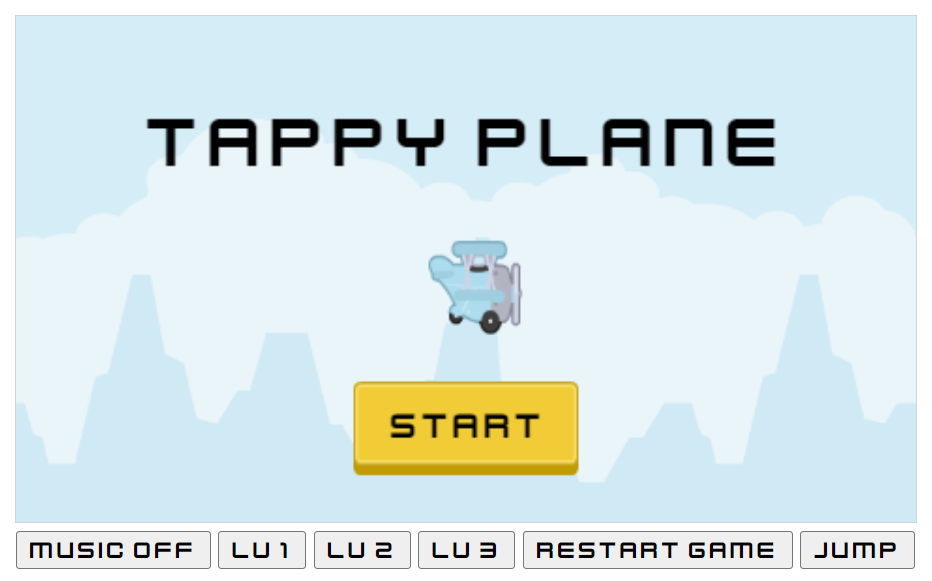 TAPPY PLANE
START
MUSIC OFF LU 1 LU 2 LU 3 RESTART GAME JUMP